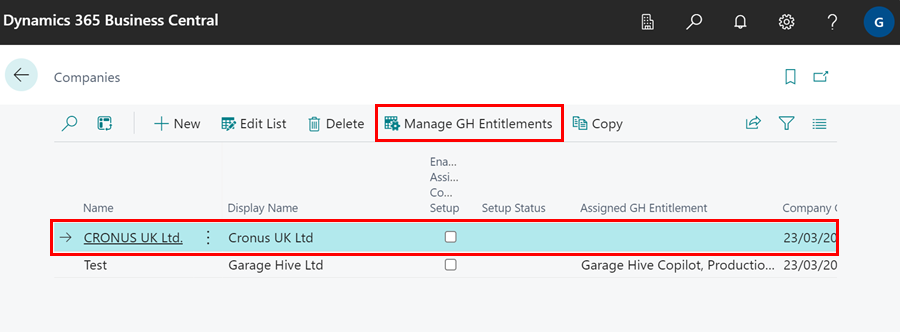 Dynamics 365 Business Central
G
Companies
New Edit List Delete Manage GH Entitlements Copy
Ena...
Assi...
Co...
Name Display Name Setup Setup Status Assigned GH Entitlement Company C
CRONUS UK Ltd. Cronus UK Ltd 23/03/20
Test Garage Hive Ltd Garage Hive Copilot, Productio... 23/03/20